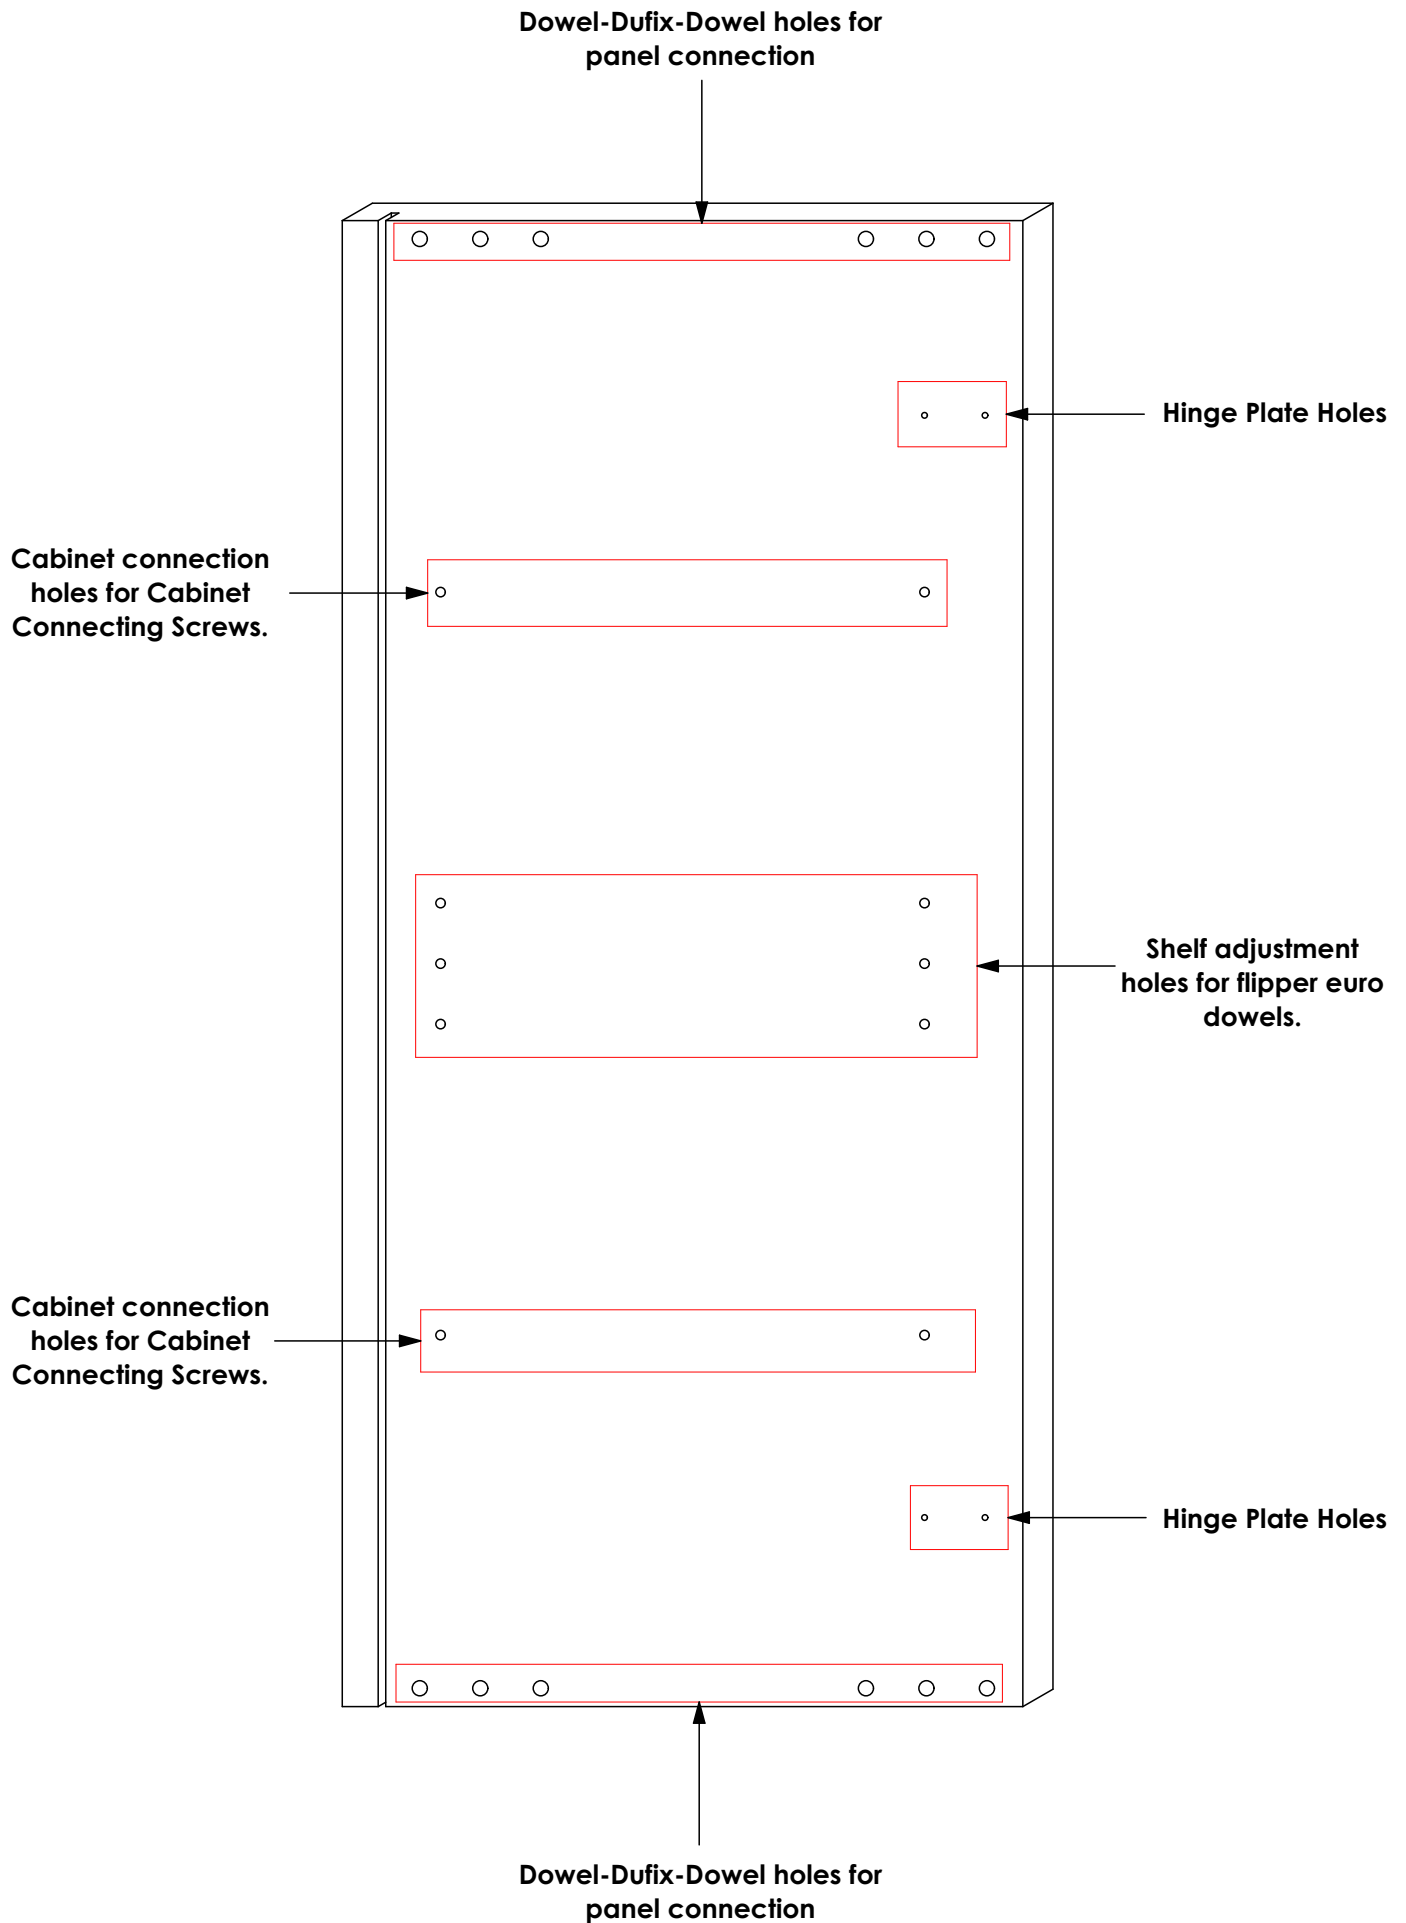 Dowel-Dufix-Dowel holes for
panel connection
Hinge Plate Holes
Cabinet connection
holes for Cabinet
Connecting Screws.
Shelf adjustment
holes for flipper euro
dowels.
Cabinet connection
holes for Cabinet
Connecting Screws.
Hinge Plate Holes
Dowel-Dufix-Dowel holes for
panel connection